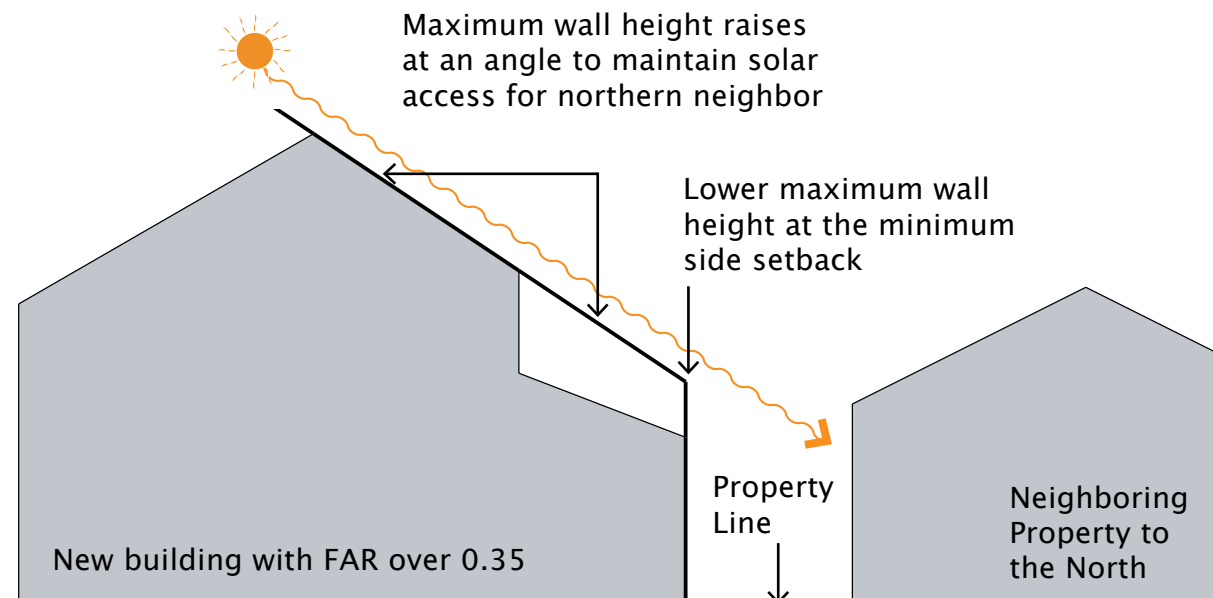 Maximum wall height raises
at an angle to maintain solar
access for northern neighbor
Lower maximum wall
height at the minimum
side setback
Property
Line
New building with FAR over 0.35
Neighboring
Property to
the North